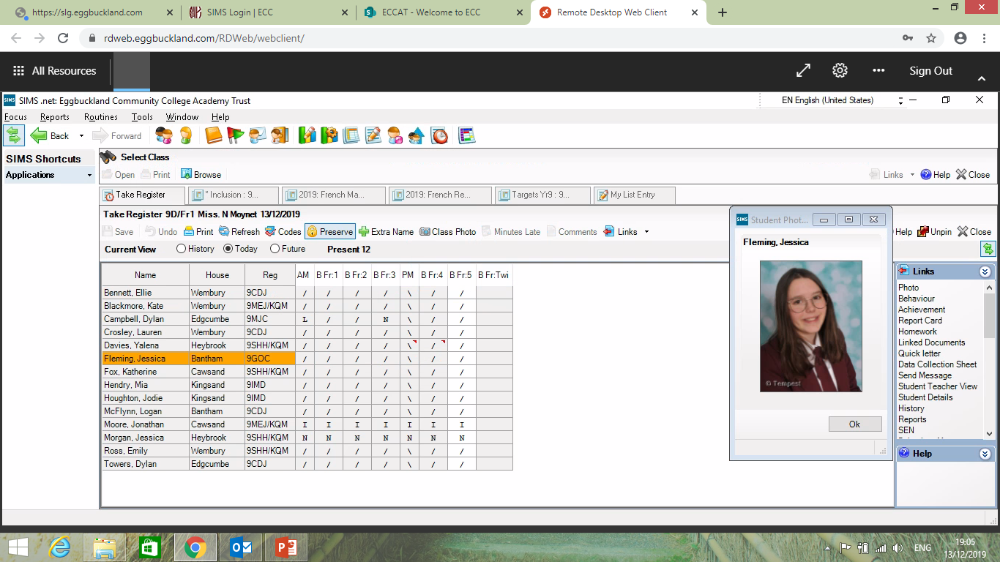 https://slg.eggbuckland.com
SIMS Login | ECC
ECCAT - Welcome to ECC
Remote Desktop Web Client
rdweb.eggbuckland.com/RDWeb/webclient/
All Resources
Sign Out
SIMS .net: Eggbuckland Community College Academy Trust
EN English (United States)
Focus Reports Routines Tools Window Help
Back Forward
SIMS Shortcuts
Applications
Select Class
Open Print Browse
Links Help Close
Take Register
* Inclusion : 9...
2019: French Ma...
2019: French Re...
Targets Yr9 : 9...
My List Entry
Take Register 9D/Fr1 Miss. N Moynet 13/12/2019
Save Undo Print Refresh Codes Preserve Extra Name Class Photo Minutes Late Comments Links
Help Unpin Close
Current View History Today Future Present 12
Name House Reg AM B Fr:1 B Fr:2 B Fr:3 PM B Fr:4 B Fr:5 B Fr:Twi
Bennett, Ellie Wembury 9CDJ / / / / \ / /
Blackmore, Kate Wembury 9MEJ/KQM / / / / \ / /
Campbell, Dylan Edgcumbe 9MJC L / / N \ / /
Crosley, Lauren Wembury 9CDJ / / / / \ / /
Davies, Yalena Heybrook 9SHH/KQM / / / / \ / /
Fleming, Jessica Bantham 9GOC / / / / \ / /
Fox, Katherine Cawsand 9SHH/KQM / / / / \ / /
Hendry, Mia Kingsand 9IMD / / / / \ / /
Houghton, Jodie Kingsand 9IMD / / / / \ / /
McFlynn, Logan Bantham 9CDJ / / / / \ / /
Moore, Jonathan Cawsand 9MEJ/KQM I I I I I I I
Morgan, Jessica Heybrook 9SHH/KQM N N N N N N N
Ross, Emily Wembury 9SHH/KQM / / / / \ / /
Towers, Dylan Edgcumbe 9CDJ / / / / \ / /
SIMS Student Phot...
Fleming, Jessica
© Tempest
Ok
Links
Photo
Behaviour
Achievement
Report Card
Homework
Linked Documents
Quick letter
Data Collection Sheet
Send Message
Student Teacher View
Student Details
History
Reports
SEN
Help
ENG
19:05
13/12/2019